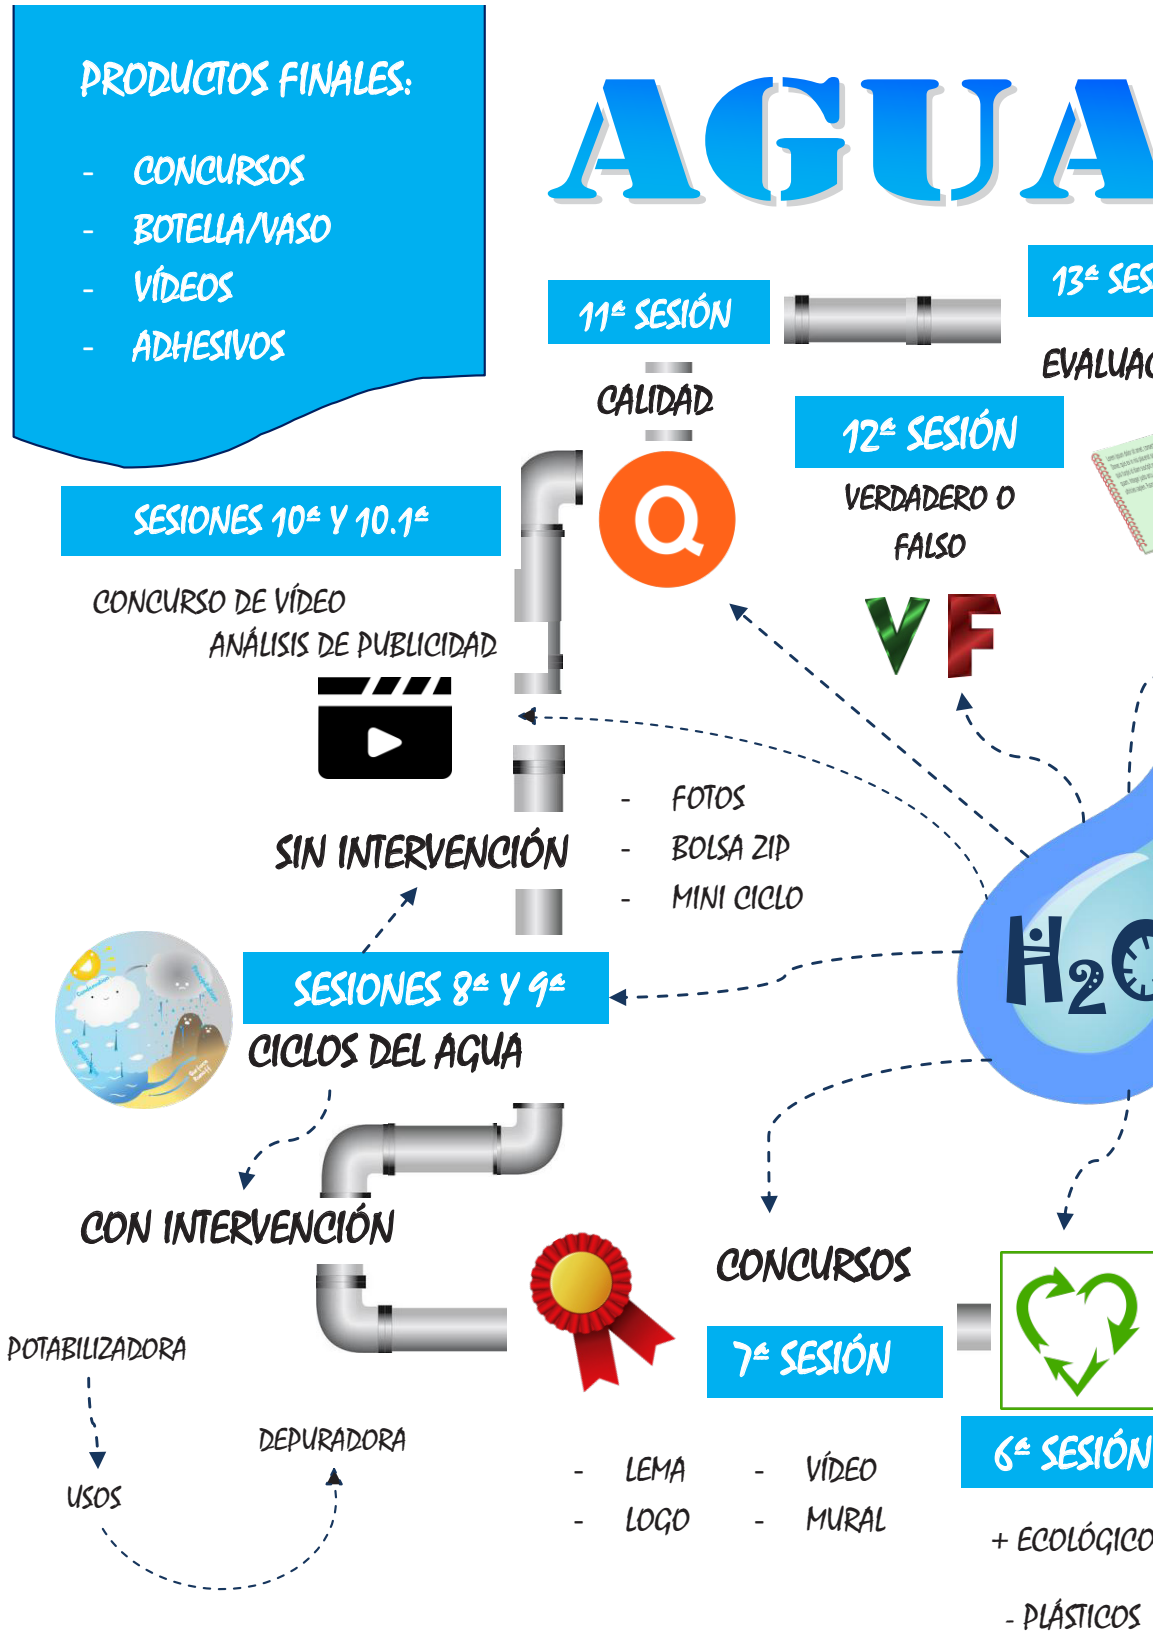 PRODUCTOS FINALES:
- CONCURSOS
- BOTELLA/VASO
- VÍDEOS
- ADHESIVOS
AGUA
11ª SESIÓN
13ª SES
CALIDAD
EVALUAC
Q
12ª SESIÓN
VERDADERO O
FALSO
V F
SESIONES 10ª Y 10.1ª
CONCURSO DE VÍDEO
ANÁLISIS DE PUBLICIDAD
SIN INTERVENCIÓN
- FOTOS
- BOLSA ZIP
- MINI CICLO
H2O
SESIONES 8ª Y 9ª
CICLOS DEL AGUA
CON INTERVENCIÓN
POTABILIZADORA
USOS
DEPURADORA
CONCURSOS
7ª SESIÓN
- LEMA
- LOGO
- VÍDEO
- MURAL
6ª SESIÓN
+ ECOLÓGICO
- PLÁSTICOS